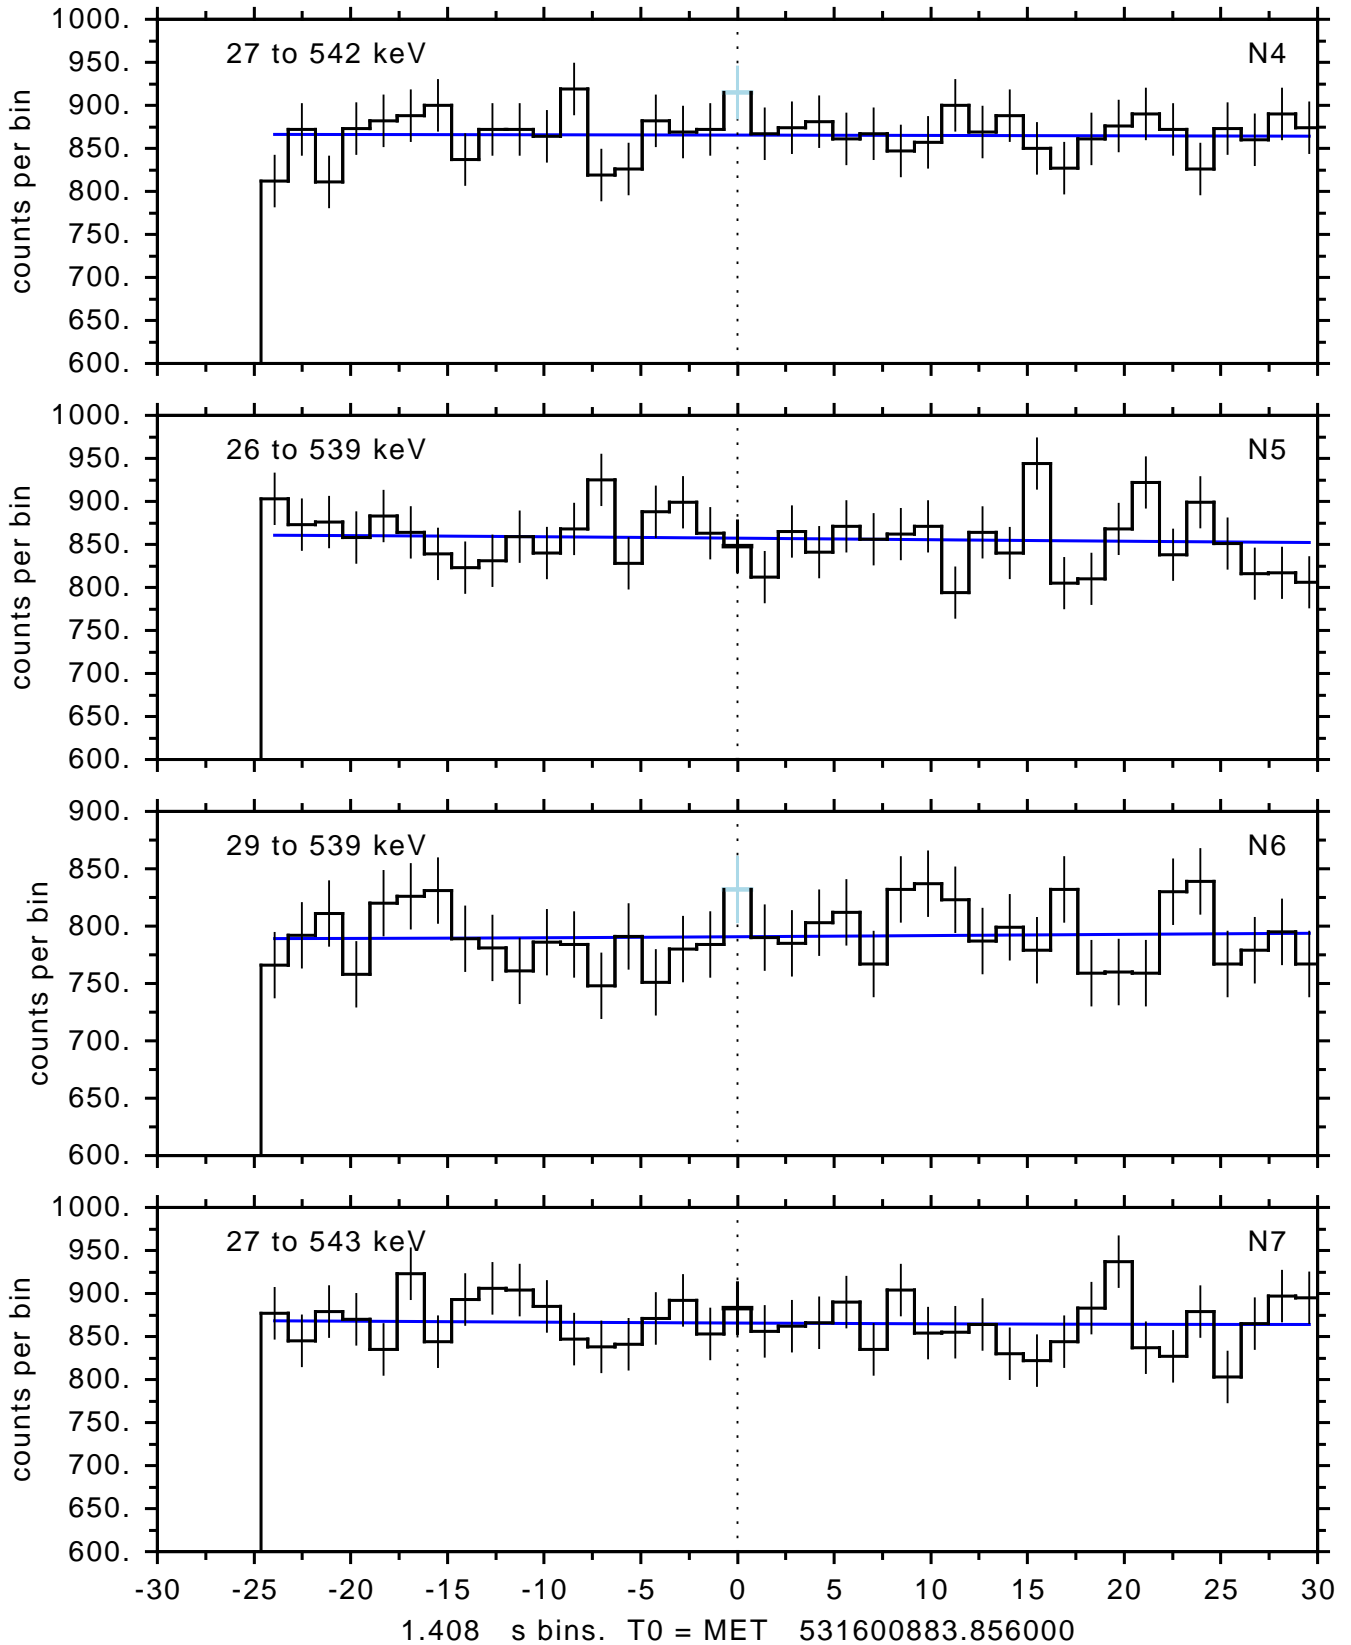 1000.
950.
900.
850.
800.
750.
700.
650.
600.
counts per bin
27 to 542 keV
N4
1000.
950.
900.
850.
800.
750.
700.
650.
600.
counts per bin
26 to 539 keV
N5
900.
850.
800.
750.
700.
650.
600.
counts per bin
29 to 539 keV
N6
1000.
950.
900.
850.
800.
750.
700.
650.
600.
counts per bin
27 to 543 keV
N7
-30 -25 -20 -15 -10 -5 0 5 10 15 20 25 30
1.408 s bins. T0 = MET 531600883.856000